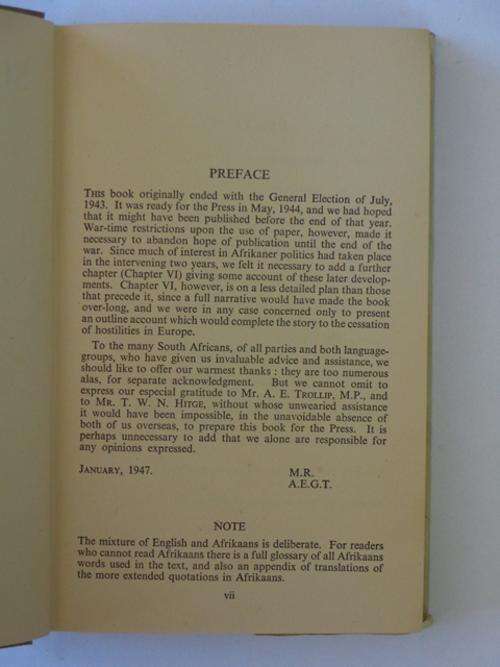 PREFACE
THIS book originally ended with the General Election of July,
1943. It was ready for the Press in May, 1944, and we had hoped
that it might have been published before the end of that year.
War-time restrictions upon the use of paper, however, made it
necessary to abandon hope of publication until the end of the
war. Since much of interest in Afrikaner politics had taken place
in the intervening two years, we felt it necessary to add a further
chapter (Chapter VI) giving some account of these later develop-
ments. Chapter VI, however, is on a less detailed plan than those
that precede it, since a full narrative would have made the book
over-long, and we were in any case concerned only to present
an outline account which would complete the story to the cessation
of hostilities in Europe.
To the many South Africans, of all parties and both language-
groups, who have given us invaluable advice and assistance, we
should like to offer our warmest thanks : they are too numerous
alas, for separate acknowledgment. But we cannot omit to
express our especial gratitude to Mr. A. E. TROLLIP, M.P., and
to MR. T. W. N. HITGE, without whose unwearied assistance
it would have been impossible, in the unavoidable absence of
both of us overseas, to prepare this book for the Press. It is
perhaps unnecessary to add that we alone are responsible for
any opinions expressed.
JANUARY, 1947.
M.R.
A.E.G.T.
NOTE
The mixture of English and Afrikaans is deliberate. For readers
who cannot read Afrikaans there is a full glossary of all Afrikaans
words used in the text, and also an appendix of translations of
the more extended quotations in Afrikaans.
vii